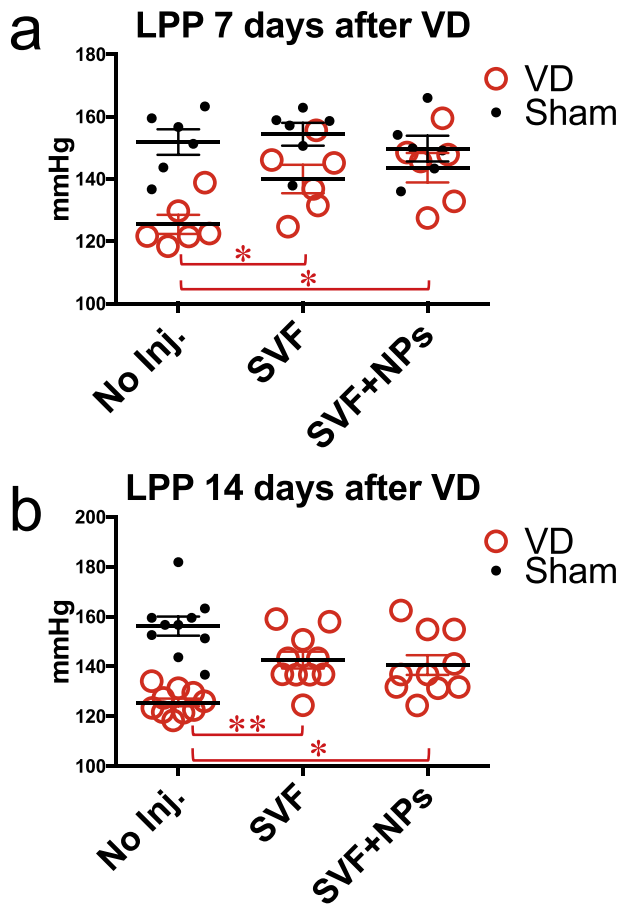 a
LPP 7 days after VD
180
160
140
120
100
mmHg
VD
Sham
*
*
No Inj.
SVF
SVF+NPs
b
LPP 14 days after VD
200
180
160
140
120
100
mmHg
VD
Sham
**
*
No Inj.
SVF
SVF+NPs